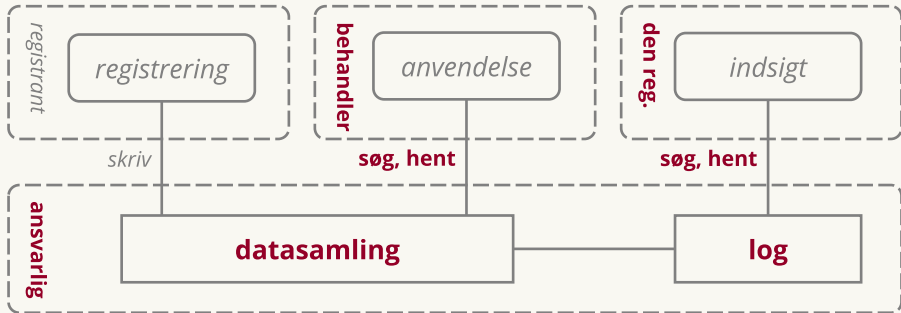 registrant
registrering
behandler
anvendelse
den reg.
indsigt
skriv
søg, hent
søg, hent
ansvarlig
datasamling
log